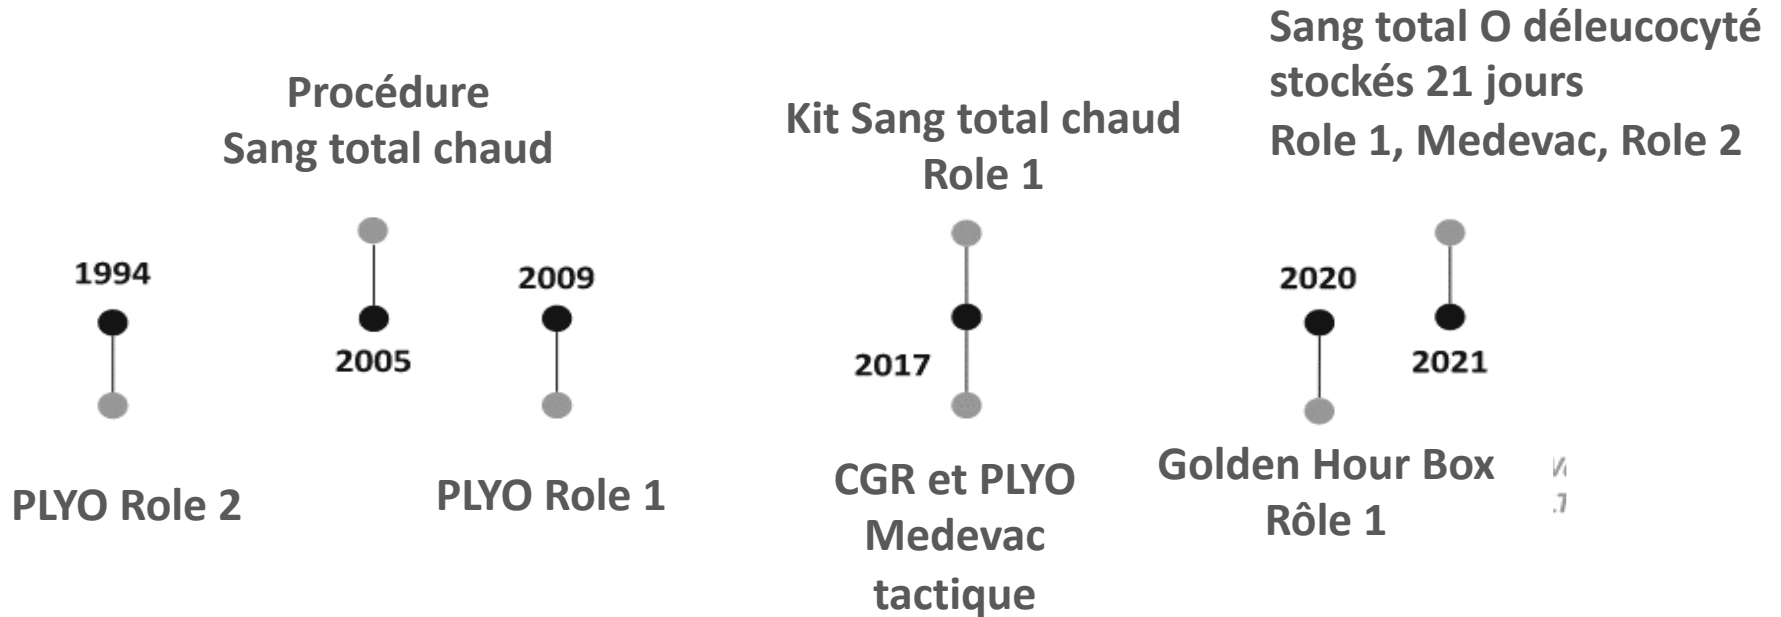 1994
PLYO Role 2
Procédure
Sang total chaud
2005
2009
PLYO Role 1
Kit Sang total chaud
Role 1
2017
CGR et PLYO
Medevac
tactique
2020
Golden Hour Box
Rôle 1
Sang total O déleucocyté
stockés 21 jours
Role 1, Medevac, Role 2
2021